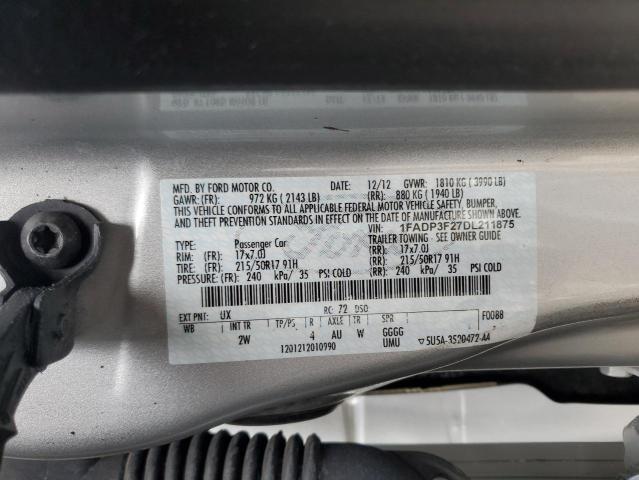 MFD. BY FORD MOTOR CO. DATE: 12/12 GVWR: 1810 KG ( 3990 LB)
GAWR: (FR): 972 KG ( 2143 LB) (RR): 880 KG ( 1940 LB)
THIS VEHICLE CONFORMS TO ALL APPLICABLE FEDERAL MOTOR VEHICLE SAFETY, BUMPER,
AND THEFT PREVENTION STANDARDS IN EFFECT ON THE DATE OF MANUFACTURE SHOWN ABOVE.
VIN: 1FADP3F27DL211875
TYPE: Passenger Car TRAILER TOWING - SEE OWNER GUIDE
RIM: (FR) 17x7.0J (RR): 17x7.0J
TIRE: (FR) 215/50R17 91H (RR): 215/50R17 91H
PRESSURE: (FR) 240 kPa/ 35 PSI COLD (RR): 240 kPa/ 35 PSI COLD
EXT PNT: UX RC: 72 DSO F0088
WB INT TR TP/PS R AXLE TR SPR
2W 4 AU W GGGG
1201212010990 UMU 5U5A-3520472-AA